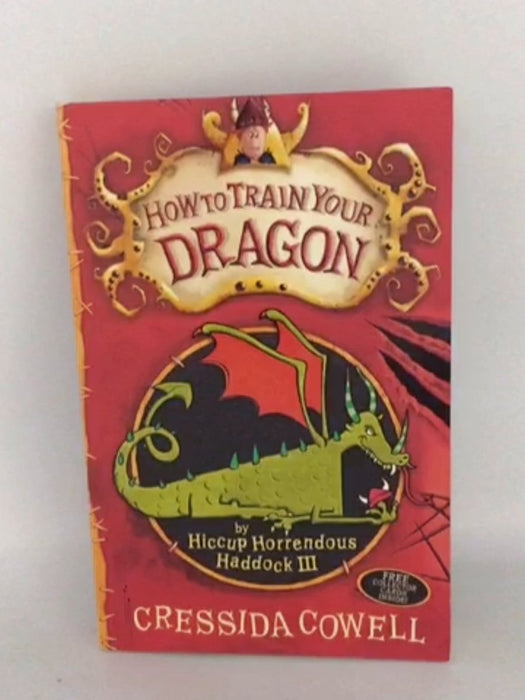 HOW TO TRAIN YOUR
DRAGON
by
Hiccup Horrendous
Haddock III
FREE
COLLECTOR
CARDS
INSIDE!
CRESSIDA COWELL